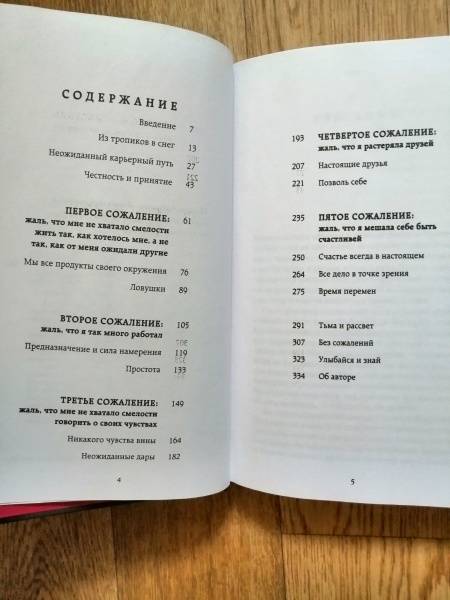 СОДЕРЖАНИЕ
Введение 7
Из тропиков в снег 13
Неожиданный карьерный путь 27
Честность и принятие 43
ПЕРВОЕ СОЖАЛЕНИЕ: 61
жаль, что мне не хватало смелости
жить так, как хотелось мне, а не
так, как от меня ожидали другие
Мы все продукты своего окружения 76
Ловушки 89
ВТОРОЕ СОЖАЛЕНИЕ: 105
жаль, что я так много работал
Предназначение и сила намерения 119
Простота 133
ТРЕТЬЕ СОЖАЛЕНИЕ: 149
жаль, что мне не хватало смелости
говорить о своих чувствах
Никакого чувства вины 164
Неожиданные дары 182
4
193 ЧЕТВЕРТОЕ СОЖАЛЕНИЕ:
жаль, что я растеряла друзей
207 Настоящие друзья
221 Позволь себе
235 ПЯТОЕ СОЖАЛЕНИЕ:
жаль, что я мешала себе быть
счастливей
250 Счастье всегда в настоящем
264 Все дело в точке зрения
275 Время перемен
291 Тьма и рассвет
307 Без сожалений
323 Улыбайся и знай
334 Об авторе
5